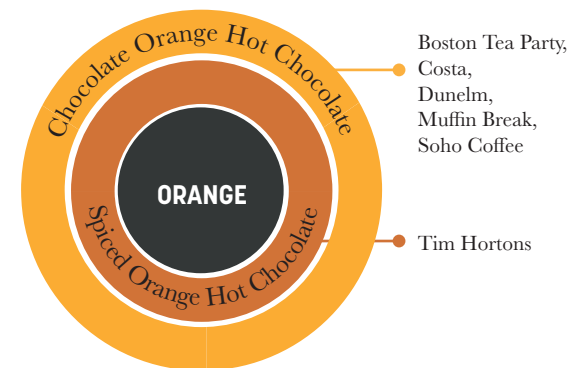 Chocolate Orange Hot Chocolate
Boston Tea Party,
Costa,
Dunelm,
Muffin Break,
Soho Coffee
ORANGE
Spiced Orange Hot Chocolate
Tim Hortons